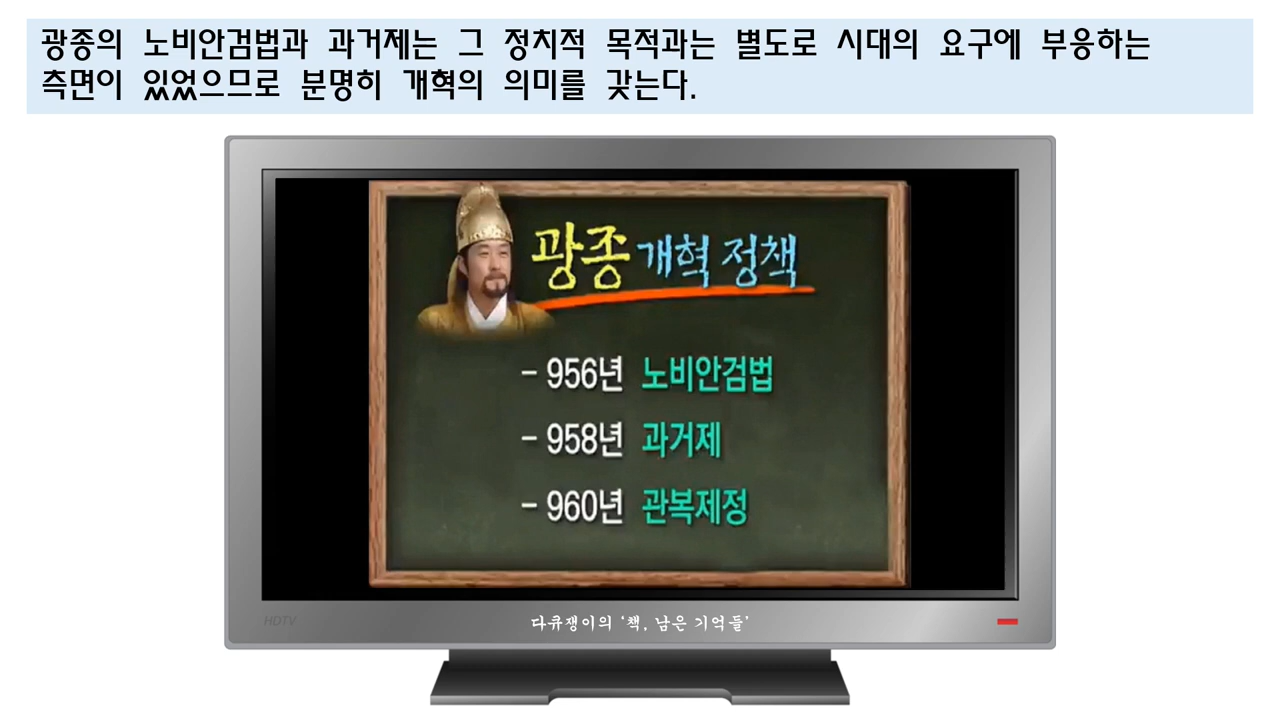 광종의 노비안검법과 과거제는 그 정치적 목적과는 별도로 시대의 요구에 부응하는
측면이 있었으므로 분명히 개혁의 의미를 갖는다.
광종 개혁 정책
- 956년 노비안검법
- 958년 과거제
- 960년 관복제정
HDTV
다큐쟁이의 '책, 남은 기억들'